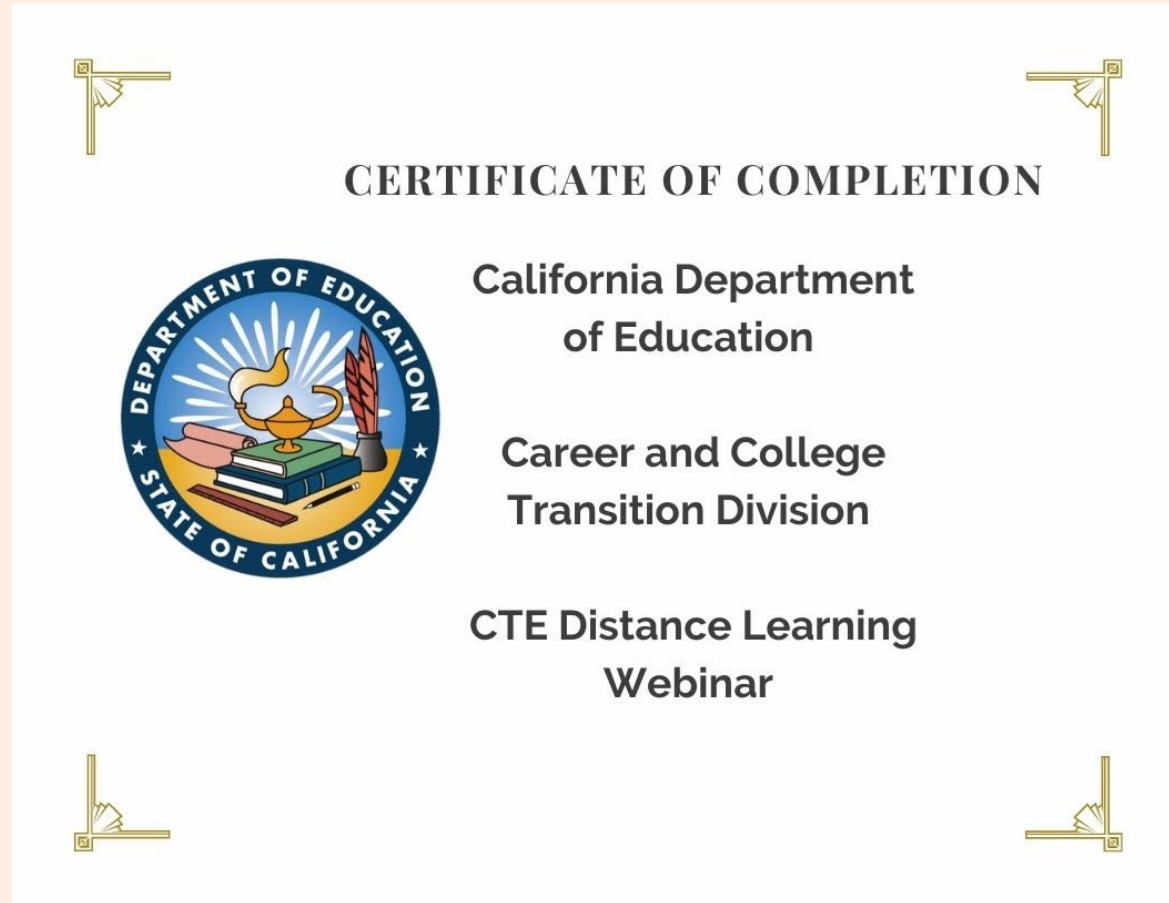 CERTIFICATE OF COMPLETION
DEPARTMENT OF EDUCATION
STATE OF CALIFORNIA
California Department
of Education
Career and College
Transition Division
CTE Distance Learning
Webinar